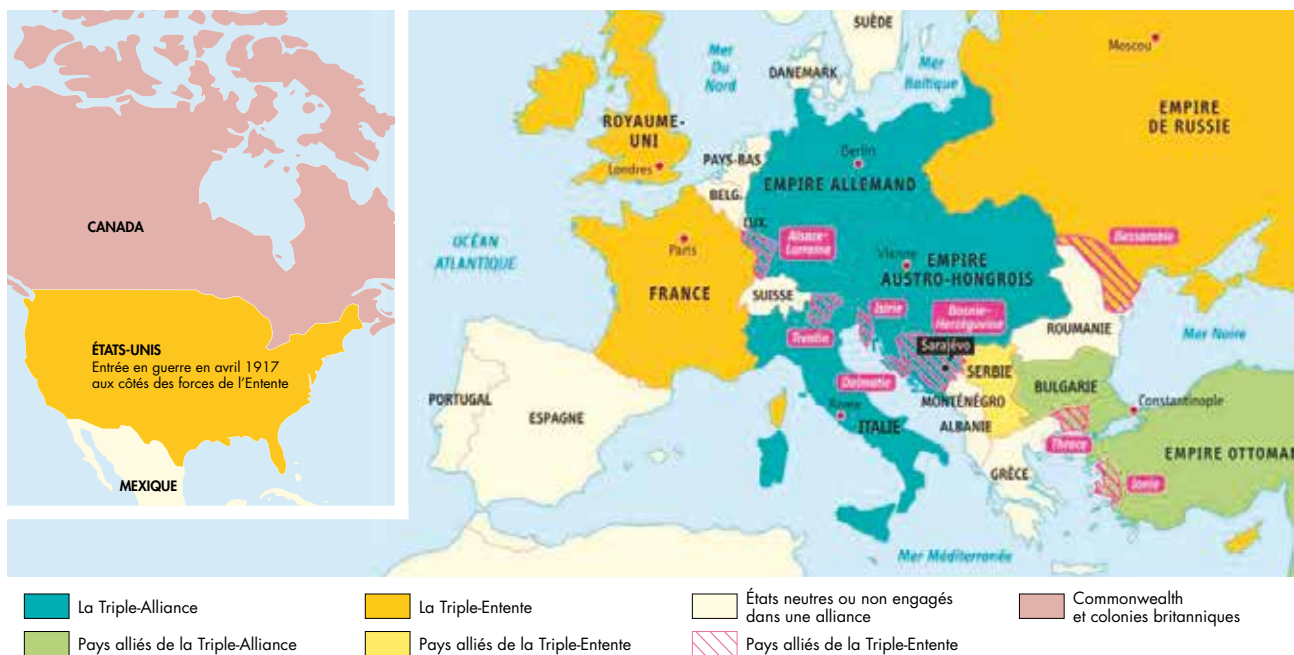 CANADA
ÉTATS-UNIS
Entrée en guerre en avril 1917
aux côtés des forces de l'Entente
MEXIQUE
SUÈDE
Mer
Du
Nord
DANEMARK
Mer
Baltique
Moscou
EMPIRE
DE RUSSIE
ROYAUME-
UNI
Londres
PAYS-BAS
BELG.
LUX.
Berlin
EMPIRE ALLEMAND
OCÉAN
ATLANTIQUE
Paris
Alsace-
Lorraine
Bessarabie
FRANCE
SUISSE
Vienne
EMPIRE
AUSTRO-HONGROIS
Trentin
Istrie
Bosnie-
Herzégovine
Sarajévo
ROUMANIE
Mer Noire
SERBIE
Dalmatie
BULGARIE
MONTÉNÉGRO
Constantinople
PORTUGAL
ESPAGNE
Rome
ITALIE
ALBANIE
Thrace
EMPIRE OTTOMAN
GRÈCE
Ionie
Mer Méditerranée
La Triple-Alliance
La Triple-Entente
États neutres ou non engagés
dans une alliance
Commonwealth
et colonies britanniques
Pays alliés de la Triple-Alliance
Pays alliés de la Triple-Entente
Pays alliés de la Triple-Entente